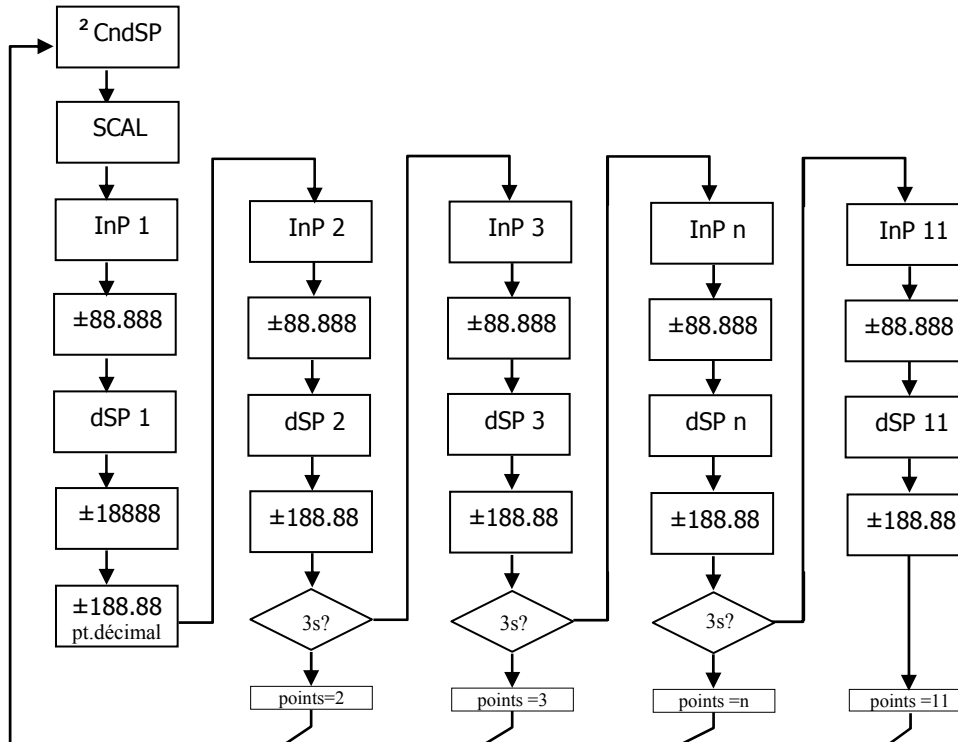 ² CndSP
SCAL
InP 1
±88.888
dSP 1
±18888
±188.88
pt.décimal
InP 2
±88.888
dSP 2
±188.88
3s?
points=2
InP 3
±88.888
dSP 3
±188.88
3s?
points =3
InP n
±88.888
dSP n
±188.88
3s?
points =n
InP 11
±88.888
dSP 11
±188.88
points =11